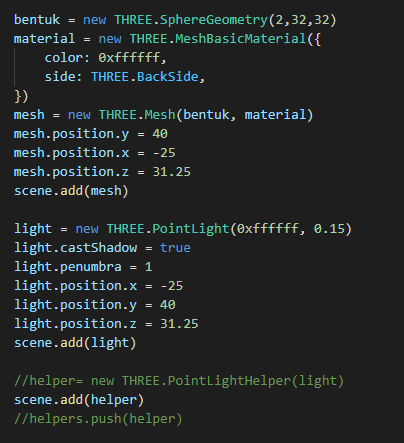 bentuk = new THREE.SphereGeometry(2,32,32)
material = new THREE.MeshBasicMaterial({
    color: 0xffffff,
    side: THREE.BackSide,
})
mesh = new THREE.Mesh(bentuk, material)
mesh.position.y = 40
mesh.position.x = -25
mesh.position.z = 31.25
scene.add(mesh)

light = new THREE.PointLight(0xffffff, 0.15)
light.castShadow = true
light.penumbra = 1
light.position.x = -25
light.position.y = 40
light.position.z = 31.25
scene.add(light)

//helper= new THREE.PointLightHelper(light)
scene.add(helper)
//helpers.push(helper)